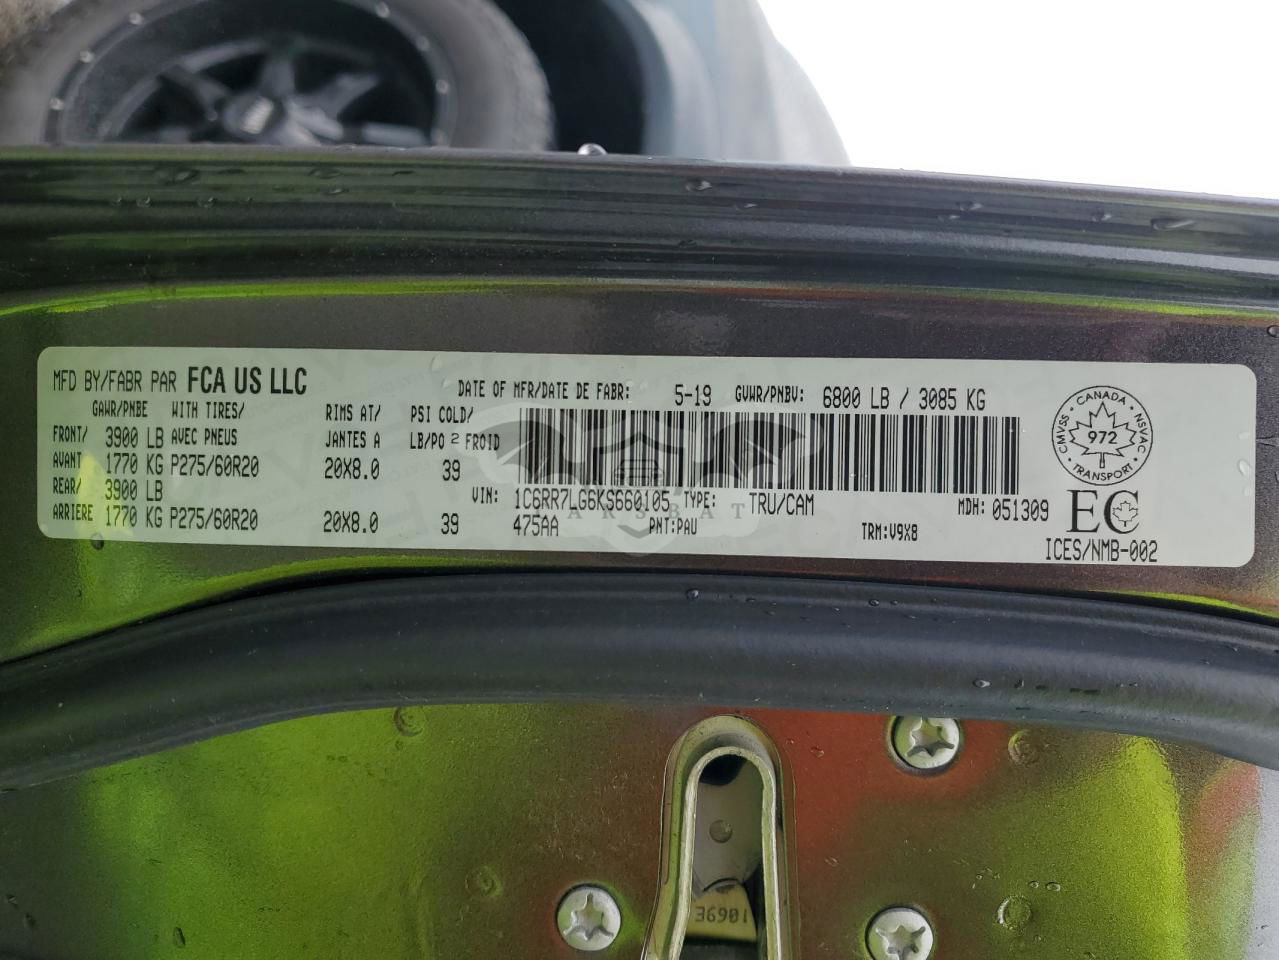 MFD BY/FABR PAR FCA US LLC DATE OF MFR/DATE DE FABR: 5-19 GVWR/PNBV: 6800 LB / 3085 KG
GAWR/PNBE WITH TIRES/ RIMS AT/ PSI COLD/
FRONT/ 3900 LB AVEC PNEUS JANTES A LB/PO 2 FROID
AVANT 1770 KG P275/60R20 20X8.0 39
REAR/ 3900 LB VIN: 1C6RR7LG6KS660105 TYPE: TRU/CAM MDH: 051309
ARRIERE 1770 KG P275/60R20 20X8.0 39 475AA PNT:PAU TRM:V9X8
CANADA
CMVSS 972 NSVAC
TRANSPORT
EC
ICES/NMB-002
CARSBAT
36901